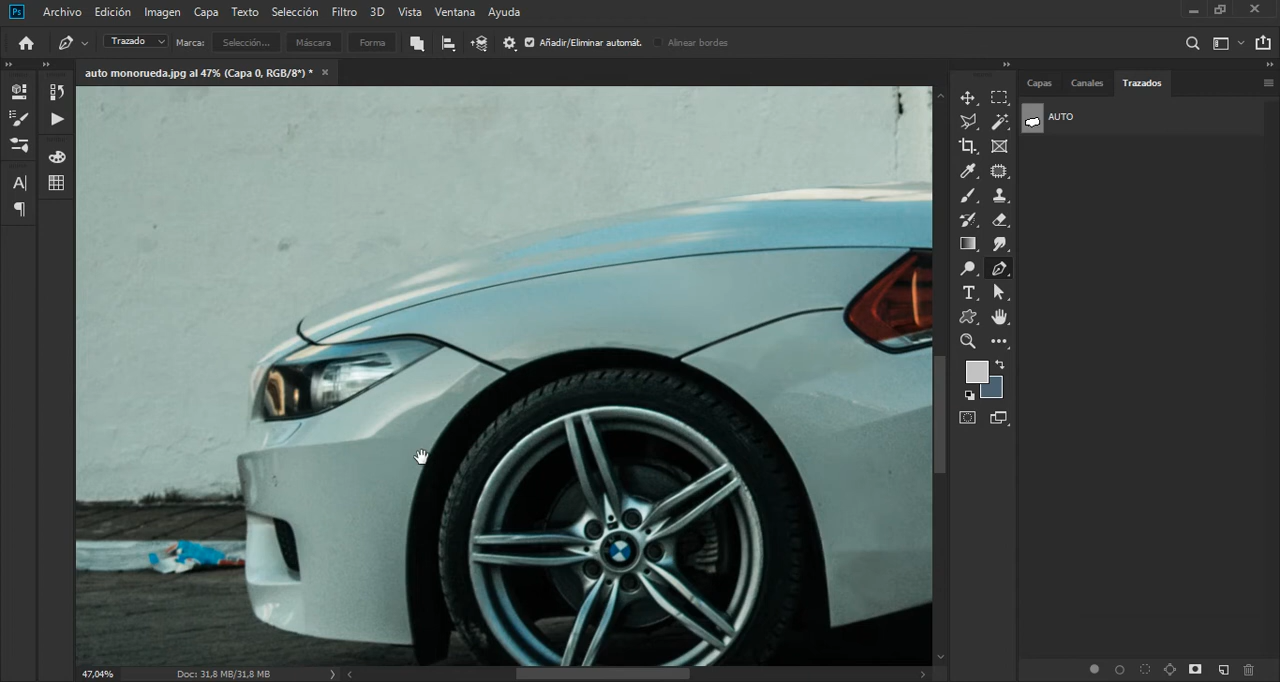 Ps Archivo Edición Imagen Capa Texto Selección Filtro 3D Vista Ventana Ayuda
Trazado Marca: Selección... Máscara Forma Añadir/Eliminar automát. Alinear bordes
auto monorueda.jpg al 47% (Capa 0, RGB/8*) * ×
Capas Canales Trazados
AUTO
47,04% Doc: 31,8 MB/31,8 MB